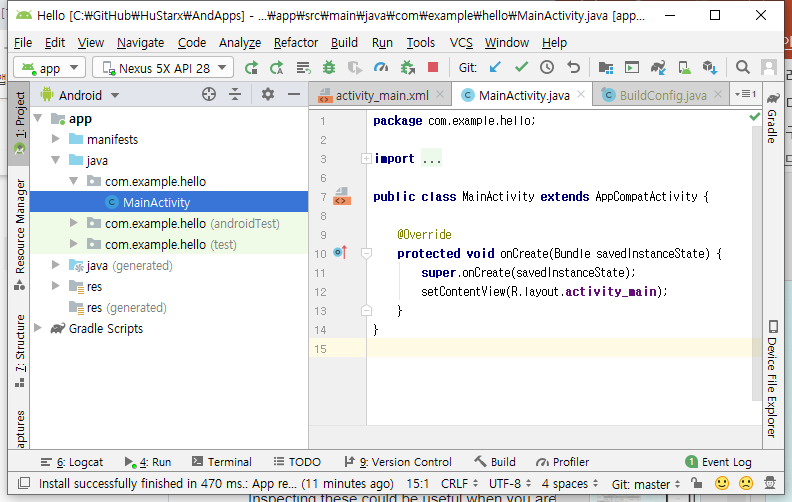 Hello [C:₩GitHub₩HuStarx₩AndApps] - ...₩app₩src₩main₩java₩com₩example₩hello₩MainActivity.java [app...
File Edit View Navigate Code Analyze Refactor Build Run Tools VCS Window Help
app Nexus 5X API 28 Git:
1: Project
Resource Manager
7: Structure
aptures
Android
app
manifests
java
com.example.hello
MainActivity
com.example.hello (androidTest)
com.example.hello (test)
java (generated)
res
res (generated)
Gradle Scripts
activity_main.xml MainActivity.java BuildConfig.java 1
1 package com.example.hello;
2
3 import ...
6
7 public class MainActivity extends AppCompatActivity {
8
9 @Override
10 protected void onCreate(Bundle savedInstanceState) {
11 super.onCreate(savedInstanceState);
12 setContentView(R.layout.activity_main);
13 }
14 }
15
Gradle
Device File Explorer
6: Logcat 4: Run Terminal TODO 9: Version Control Build Profiler 1 Event Log
Install successfully finished in 470 ms.: App re... (11 minutes ago) 15:1 CRLF UTF-8 4 spaces Git: master
Inspecting these could be useful when you are